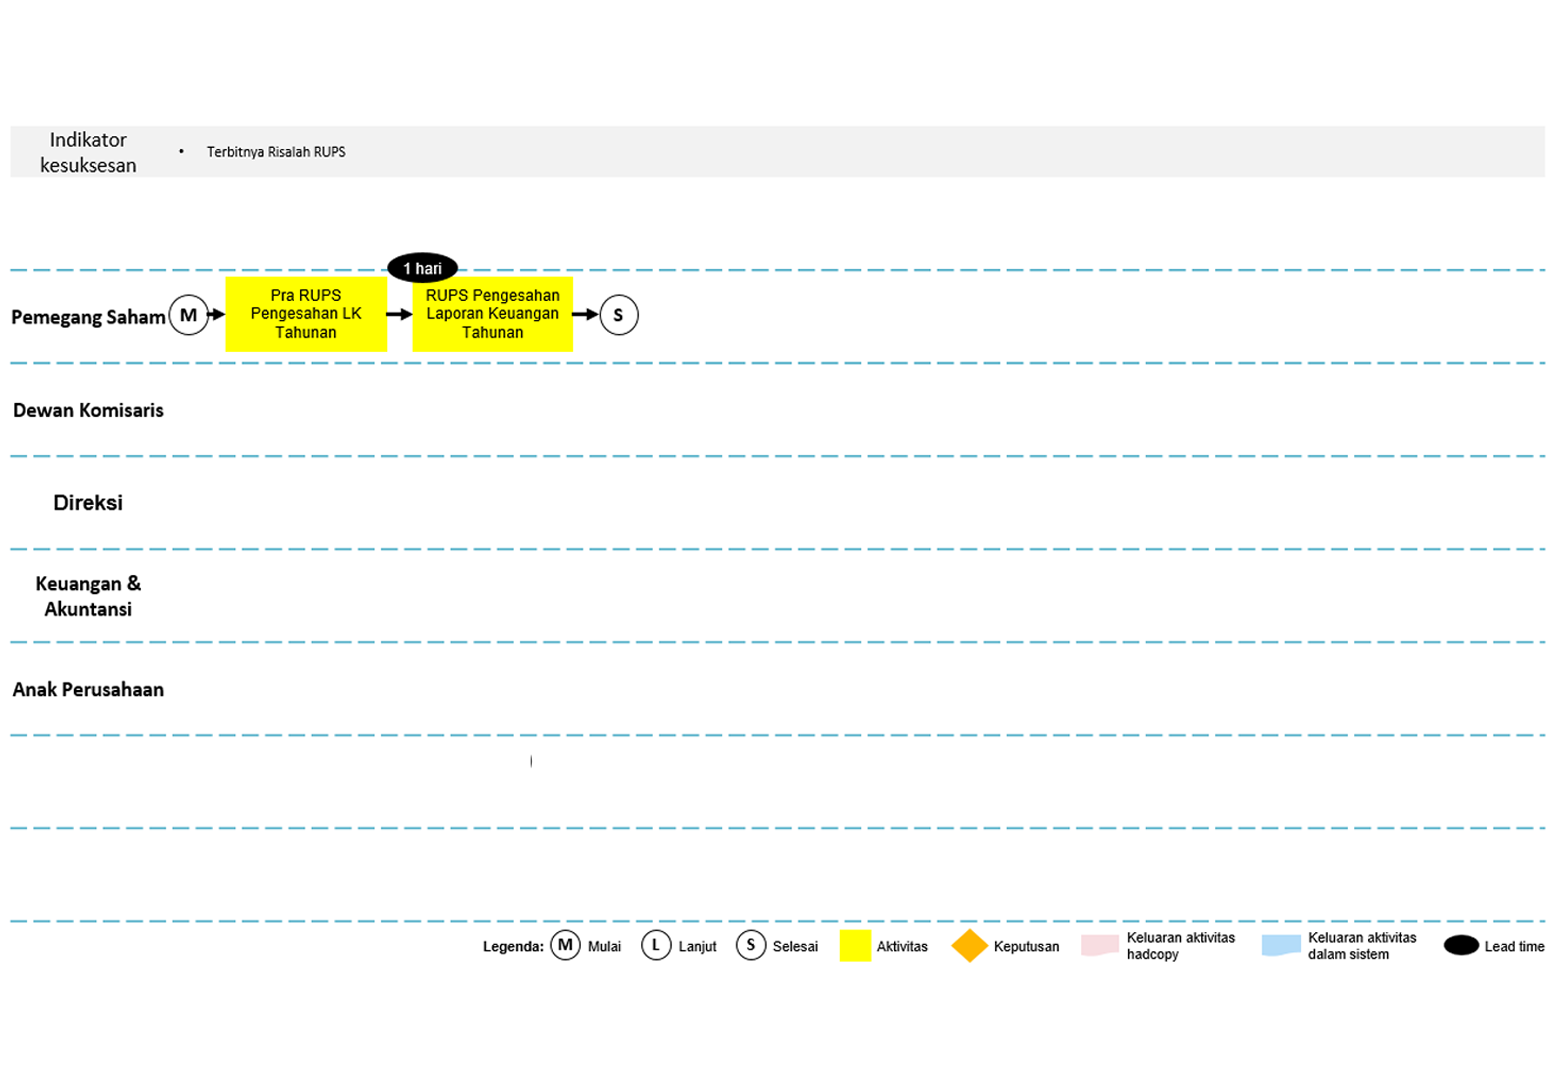 Indikator
kesuksesan
• Terbitnya Risalah RUPS
1 hari
Pemegang Saham
M
Pra RUPS
Pengesahan LK
Tahunan
RUPS Pengesahan
Laporan Keuangan
Tahunan
S
Dewan Komisaris
Direksi
Keuangan &
Akuntansi
Anak Perusahaan
Legenda:
M Mulai
L Lanjut
S Selesai
Aktivitas
Keputusan
Keluaran aktivitas
hadcopy
Keluaran aktivitas
dalam sistem
Lead time